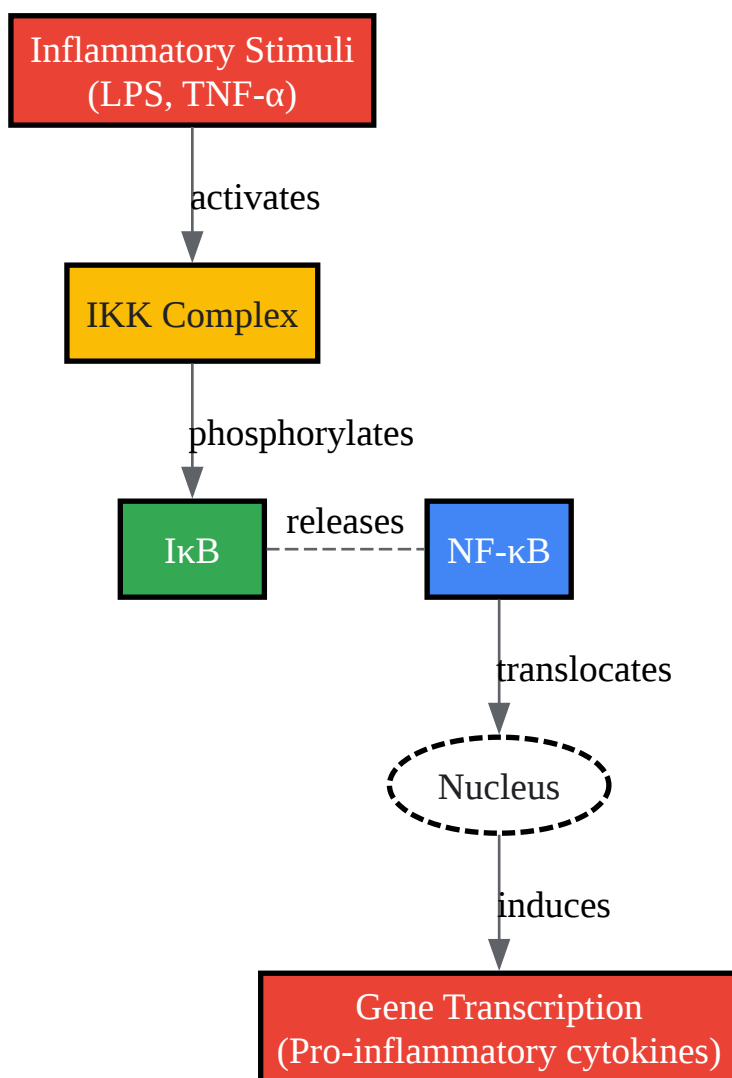 Inflammatory Stimuli
(LPS, TNF-α)
activates
IKK Complex
phosphorylates
IκB
releases
NF-κB
translocates
Nucleus
induces
Gene Transcription
(Pro-inflammatory cytokines)